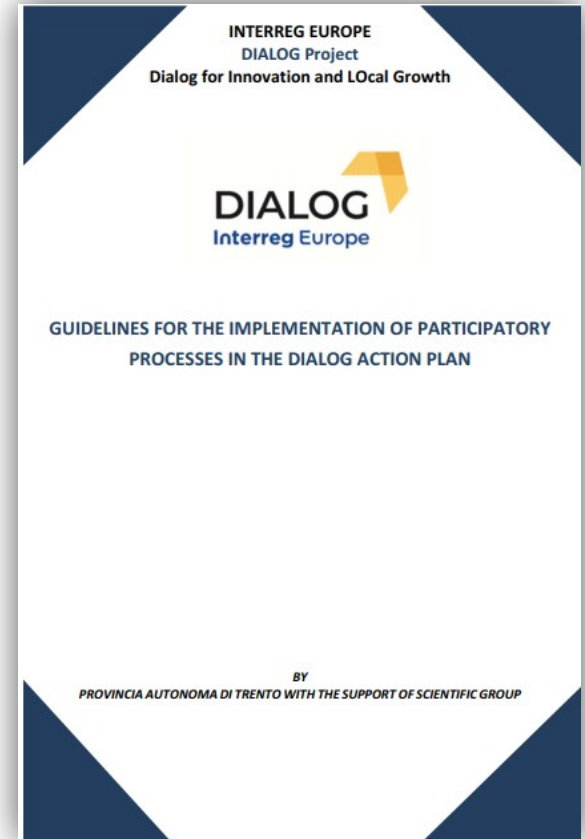 INTERREG EUROPE
DIALOG Project
Dialog for Innovation and LOcal Growth
DIALOG
Interreg Europe
GUIDELINES FOR THE IMPLEMENTATION OF PARTICIPATORY
PROCESSES IN THE DIALOG ACTION PLAN
BY
PROVINCIA AUTONOMA DI TRENTO WITH THE SUPPORT OF SCIENTIFIC GROUP